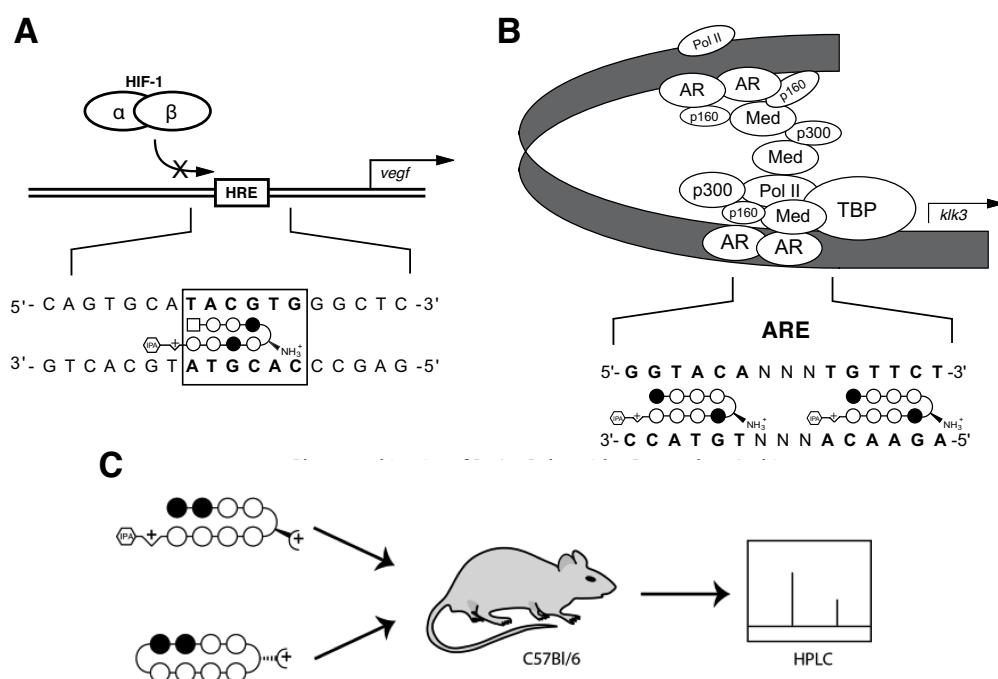 A
HIF-1
α β
X
vegf
HRE
5'- C A G T G C A T A C G T G G G C T C -3'
IPA + NH3+
3'- G T C A C G T A T G C A C C C G A G -5'
B
Pol II
AR AR p160
p160 Med
p300
Med
p300 Pol II TBP
p160 Med
klk3
AR AR
ARE
5'- G G T A C A N N N T G T T C T -3'
IPA + NH3+ IPA + NH3+
3'- C C A T G T N N N A C A A G A -5'
C
IPA + +
+
C57Bl/6
HPLC